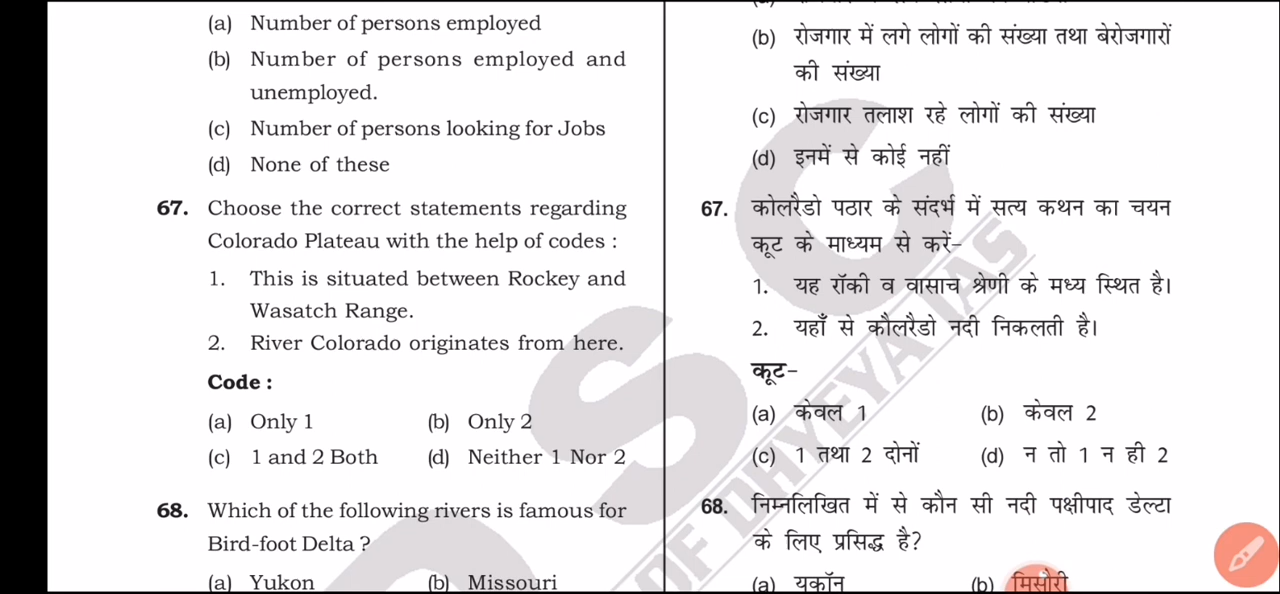 (a) Number of persons employed
(b) Number of persons employed and
unemployed.
(c) Number of persons looking for Jobs
(d) None of these
67. Choose the correct statements regarding
Colorado Plateau with the help of codes :
1. This is situated between Rockey and
Wasatch Range.
2. River Colorado originates from here.
Code :
(a) Only 1 (b) Only 2
(c) 1 and 2 Both (d) Neither 1 Nor 2
68. Which of the following rivers is famous for
Bird-foot Delta ?
(a) Yukon (b) Missouri
(b) रोजगार में लगे लोगों की संख्या तथा बेरोजगारों
की संख्या
(c) रोजगार तलाश रहे लोगों की संख्या
(d) इनमें से कोई नहीं
67. कोलरैडो पठार के संदर्भ में सत्य कथन का चयन
कूट के माध्यम से करें–
1. यह रॉकी व वासाच श्रेणी के मध्य स्थित है।
2. यहाँ से कौलरैडो नदी निकलती है।
कूट–
(a) केवल 1 (b) केवल 2
(c) 1 तथा 2 दोनों (d) न तो 1 न ही 2
68. निम्नलिखित में से कौन सी नदी पक्षीपाद डेल्टा
के लिए प्रसिद्ध है?
(a) यकॉन (b) मिसौरी
OF DHYEYA IAS